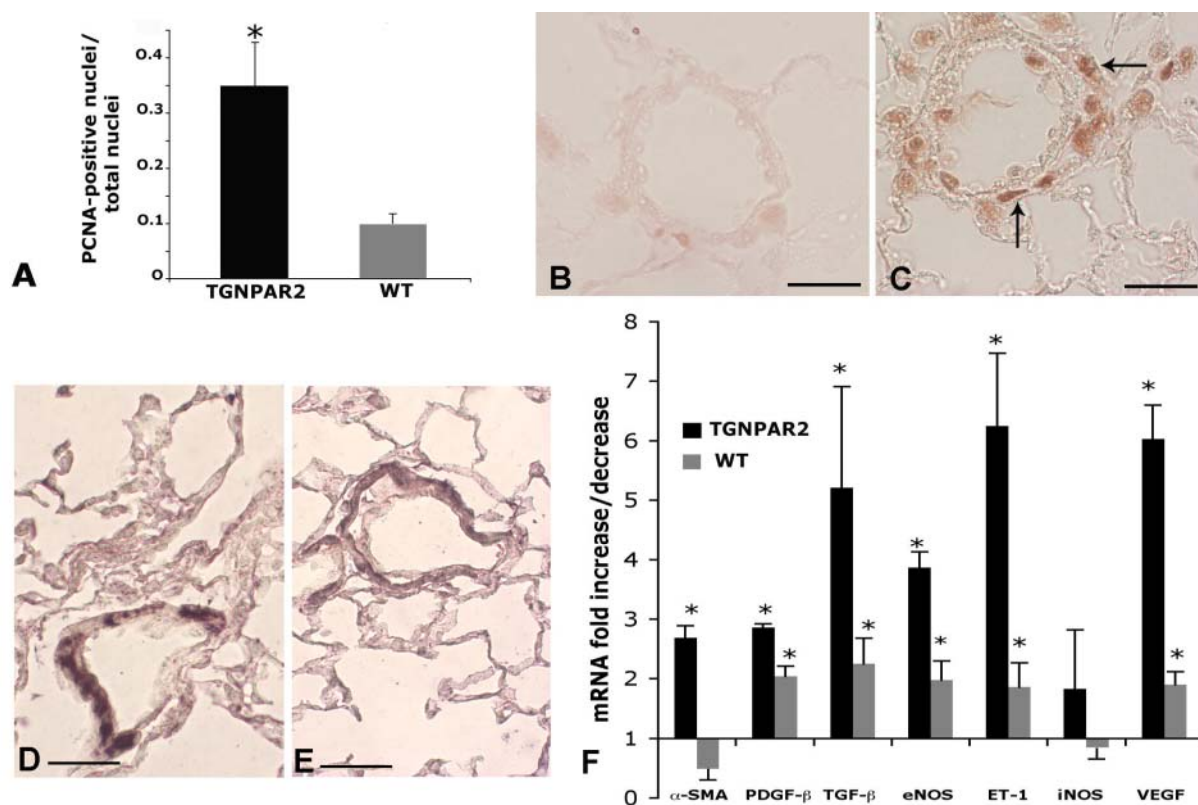 *
PCNA-positive nuclei/
total nuclei
0.4
0.3
0.2
0.1
0
TGNPAR2 WT
A
B
C
D
E
8
7
6
5
4
3
2
1
0
mRNA fold increase/decrease
TGNPAR2
WT
* * * * * * * * * *
α-SMA PDGF-β TGF-β eNOS ET-1 iNOS VEGF
F